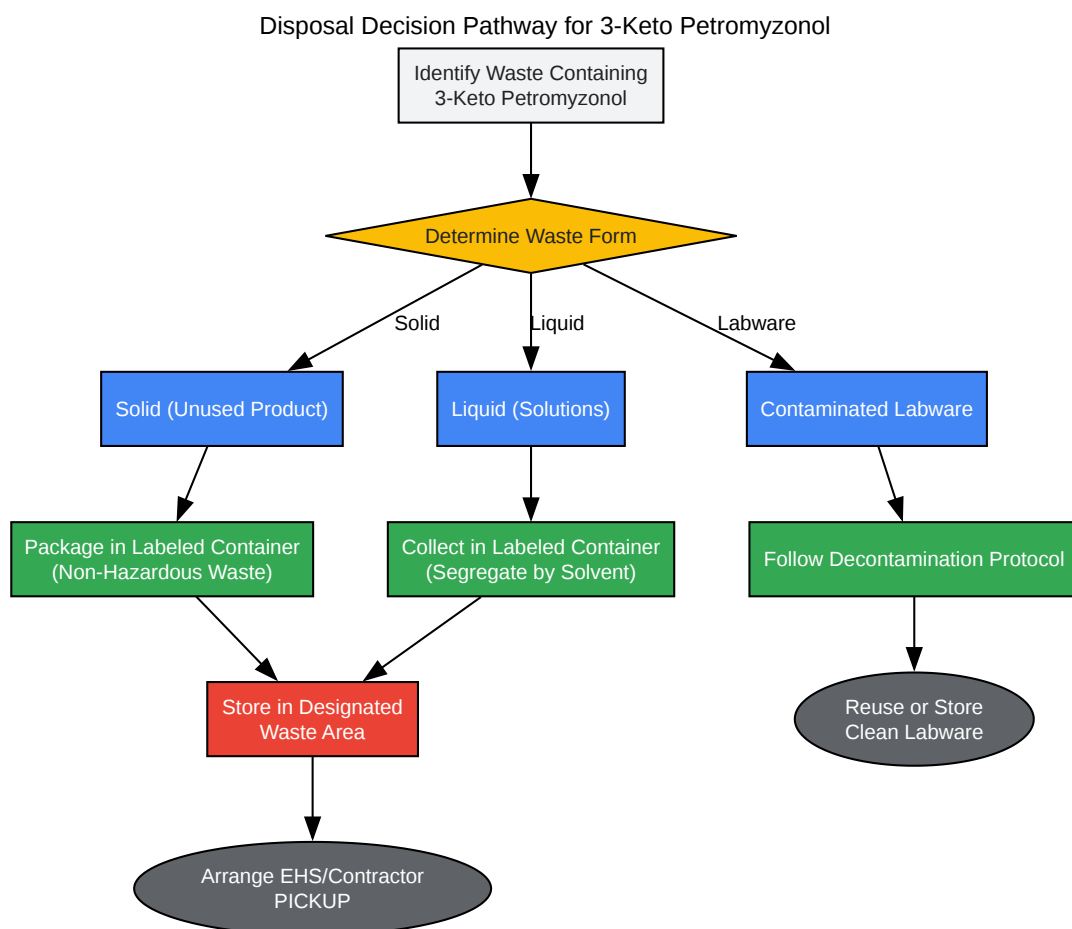 Disposal Decision Pathway for 3-Keto Petromyzonol
Identify Waste Containing
3-Keto Petromyzonol
Determine Waste Form
Solid
Liquid
Labware
Solid (Unused Product)
Liquid (Solutions)
Contaminated Labware
Package in Labeled Container
(Non-Hazardous Waste)
Collect in Labeled Container
(Segregate by Solvent)
Follow Decontamination Protocol
Store in Designated
Waste Area
Reuse or Store
Clean Labware
Arrange EHS/Contractor
PICKUP